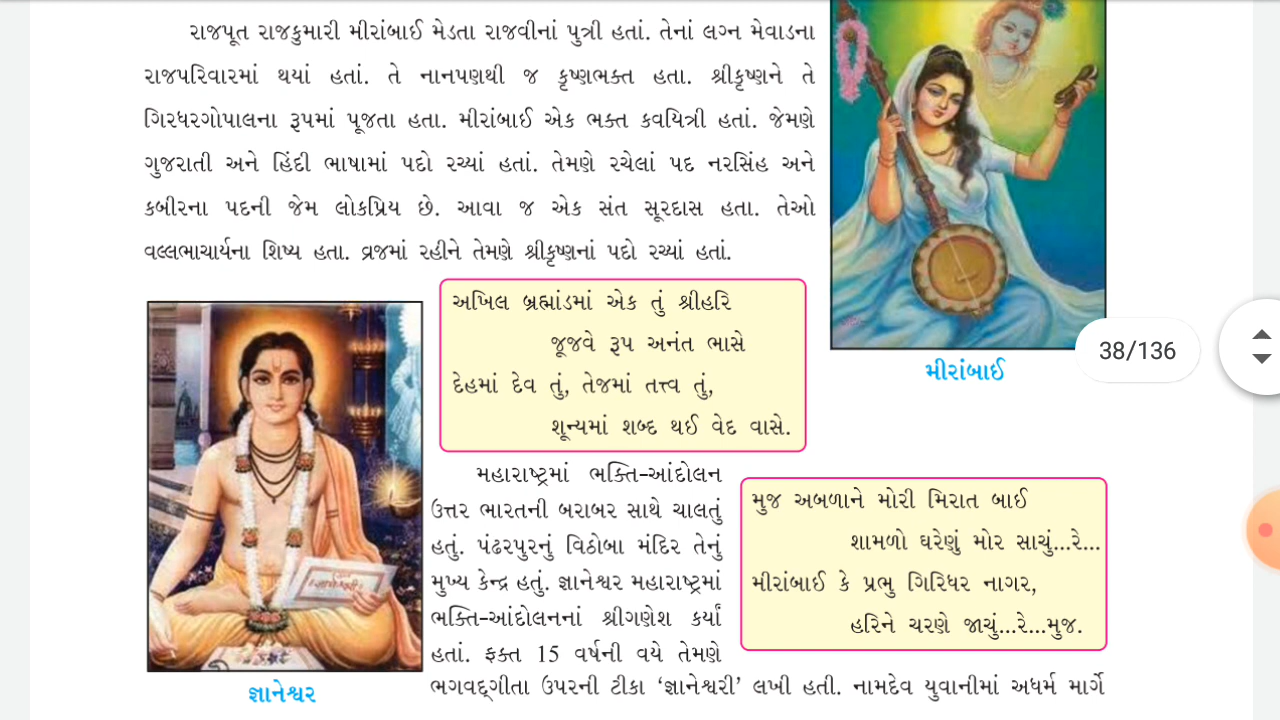 રાજપૂત રાજકુમારી મીરાંબાઈ મેડતા રાજવીનાં પુત્રી હતાં. તેનાં લગ્ન મેવાડના
રાજપરિવારમાં થયાં હતાં. તે નાનપણથી જ કૃષ્ણભક્ત હતા. શ્રીકૃષ્ણને તે
ગિરધરગોપાલના રૂપમાં પૂજતા હતા. મીરાંબાઈ એક ભક્ત કવયિત્રી હતાં. જેમણે
ગુજરાતી અને હિંદી ભાષામાં પદો રચ્યાં હતાં. તેમણે રચેલાં પદ નરસિંહ અને
કબીરના પદની જેમ લોકપ્રિય છે. આવા જ એક સંત સૂરદાસ હતા. તેઓ
વલ્લભાચાર્યના શિષ્ય હતા. વ્રજમાં રહીને તેમણે શ્રીકૃષ્ણનાં પદો રચ્યાં હતાં.
મીરાંબાઈ
38/136
અખિલ બ્રહ્માંડમાં એક તું શ્રીહરિ
જૂજવે રૂપ અનંત ભાસે
દેહમાં દેવ તું, તેજમાં તત્ત્વ તું,
શૂન્યમાં શબ્દ થઈ વેદ વાસે.
મહારાષ્ટ્રમાં ભક્તિ-આંદોલન
ઉત્તર ભારતની બરાબર સાથે ચાલતું
હતું. પંઢરપુરનું વિઠોબા મંદિર તેનું
મુખ્ય કેન્દ્ર હતું. જ્ઞાનેશ્વર મહારાષ્ટ્રમાં
ભક્તિ-આંદોલનનાં શ્રીગણેશ કર્યાં
હતાં. ફક્ત 15 વર્ષની વયે તેમણે
મુજ અબળાને મોરી મિરાત બાઈ
શામળો ઘરેણું મોર સાચું...રે...
મીરાંબાઈ કે પ્રભુ ગિરિધર નાગર,
હરિને ચરણે જાચું...રે...મુજ.
ભગવદ્ગીતા ઉપરની ટીકા ‘જ્ઞાનેશ્વરી’ લખી હતી. નામદેવ યુવાનીમાં અધર્મ માર્ગે
જ્ઞાનેશ્વર